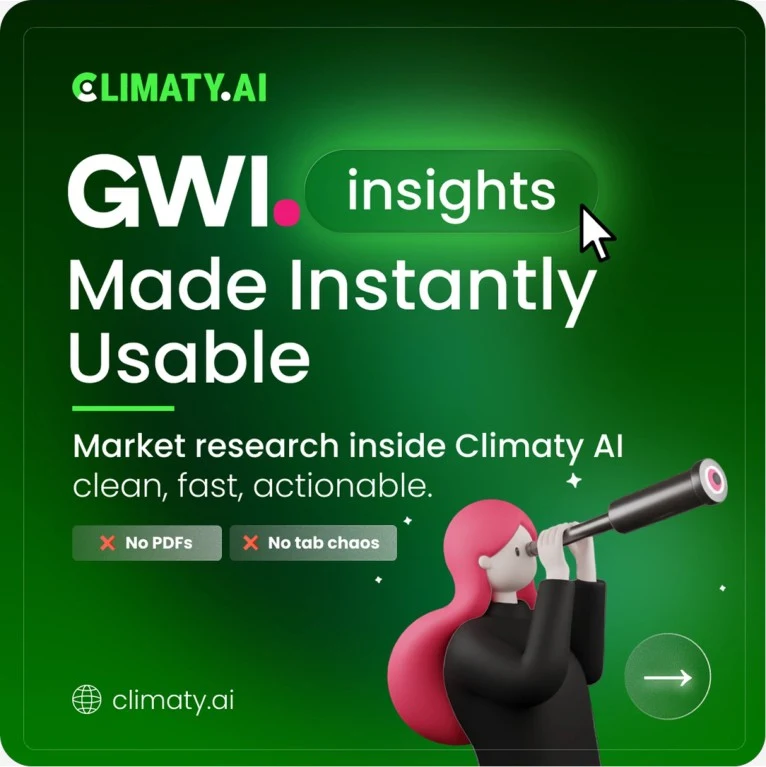 CLIMATY.AI
GWI. insights
Made Instantly
Usable
Market research inside Climaty AI
clean, fast, actionable.
❌ No PDFs ❌ No tab chaos
climaty.ai